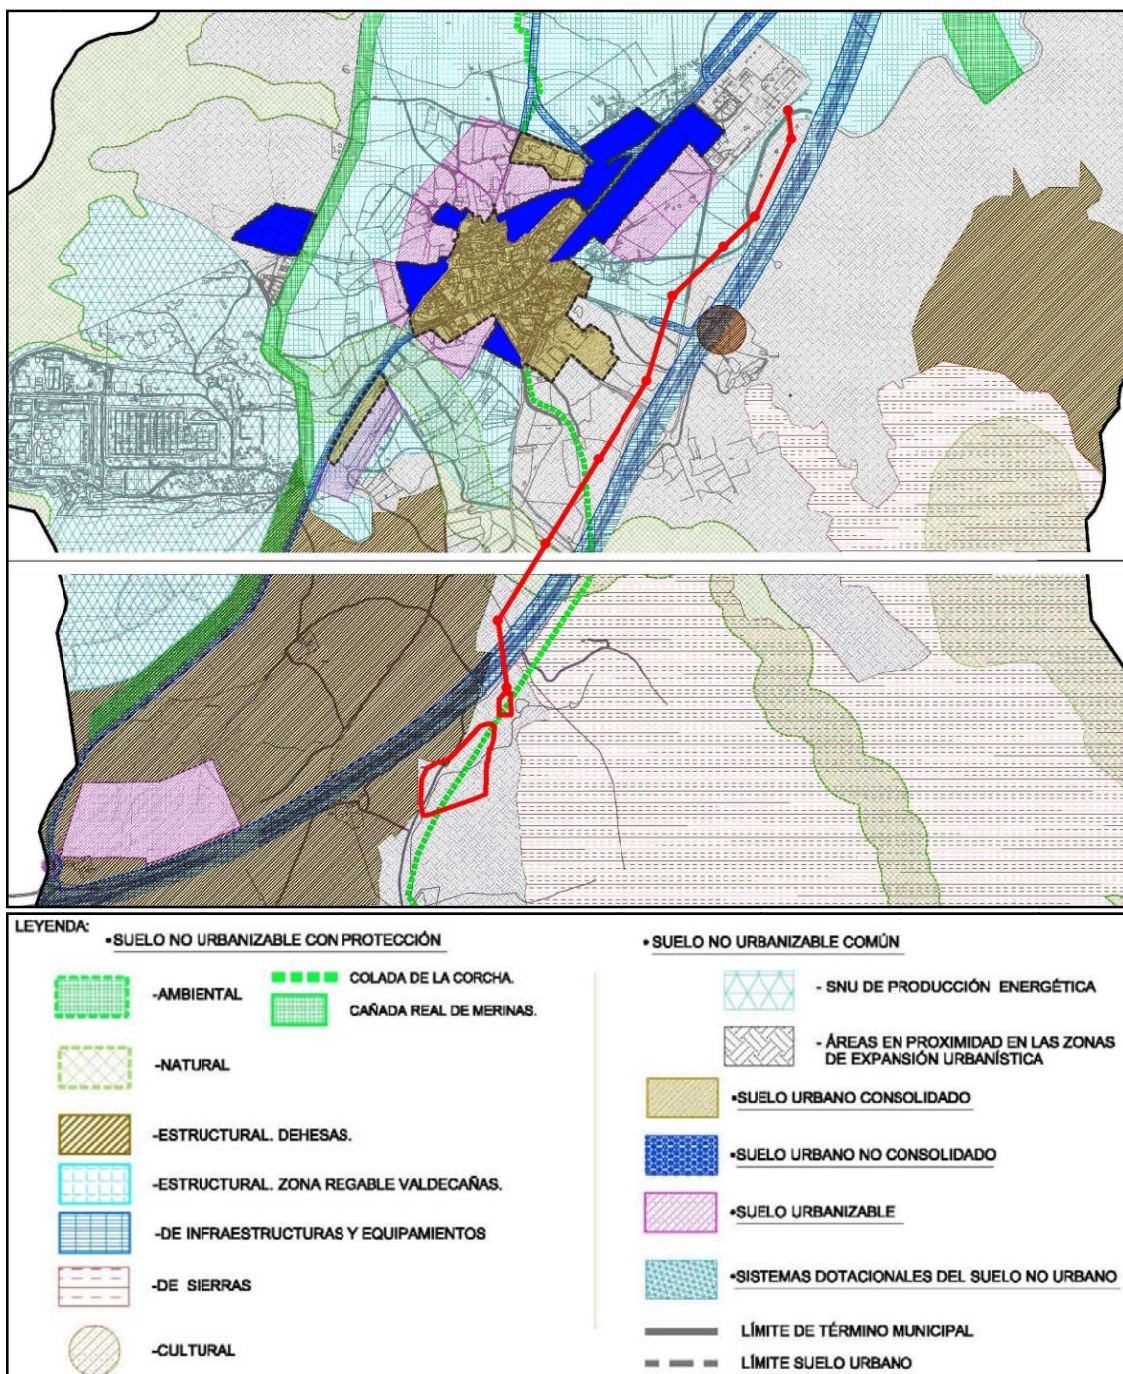 LEYENDA:
•SUELO NO URBANIZABLE CON PROTECCIÓN
-AMBIENTAL
COLADA DE LA CORCHA.
CAÑADA REAL DE MERINAS.
-NATURAL
-ESTRUCTURAL. DEHESAS.
-ESTRUCTURAL. ZONA REGABLE VALDECAÑAS.
-DE INFRAESTRUCTURAS Y EQUIPAMIENTOS
-DE SIERRAS
-CULTURAL
• SUELO NO URBANIZABLE COMÚN
- SNU DE PRODUCCIÓN ENERGÉTICA
- ÁREAS EN PROXIMIDAD EN LAS ZONAS
DE EXPANSIÓN URBANÍSTICA
•SUELO URBANO CONSOLIDADO
•SUELO URBANO NO CONSOLIDADO
•SUELO URBANIZABLE
•SISTEMAS DOTACIONALES DEL SUELO NO URBANO
LÍMITE DE TÉRMINO MUNICIPAL
LÍMITE SUELO URBANO